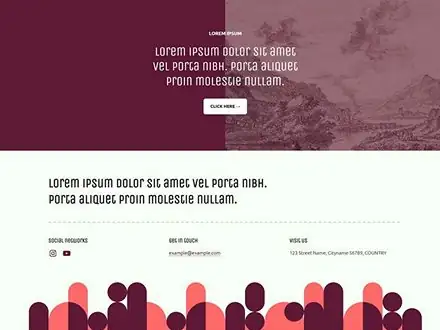 LOREM IPSUM
Lorem ipsum dolor sit amet
vel porta nibh. Porta aliquet
proin molestie nullam.
CLICK HERE →
Lorem ipsum dolor sit amet vel porta nibh.
Porta aliquet proin molestie nullam.
Social networks
Get in touch
Visit us
example@example.com
123 Street Name, Cityname 56789, COUNTRY